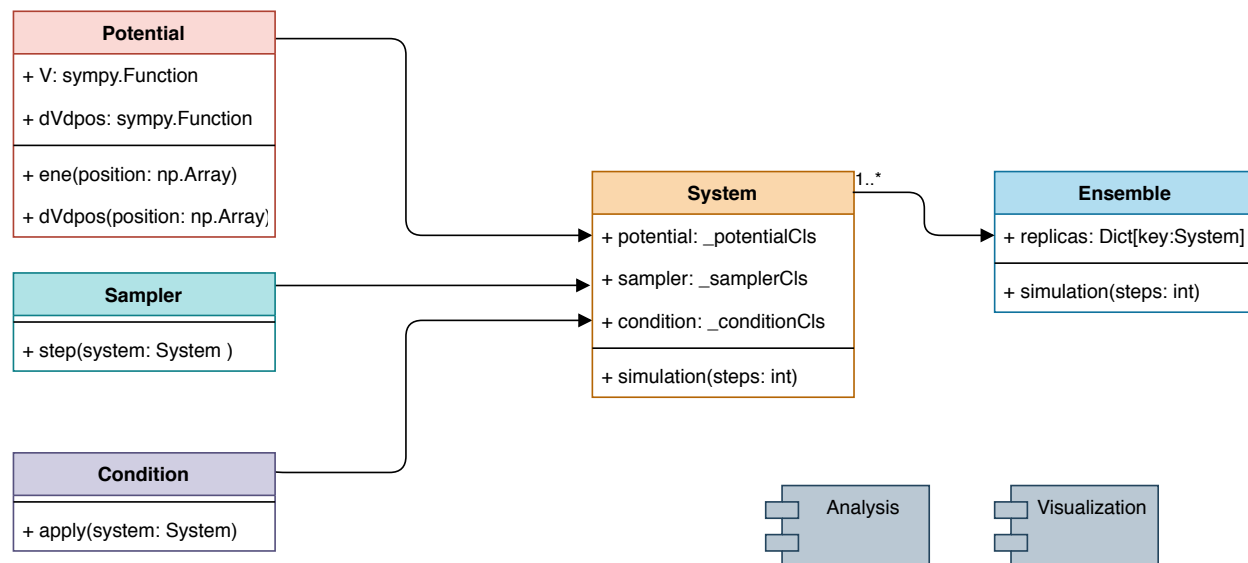 Potential
+ V: sympy.Function
+ dVdpos: sympy.Function
+ ene(position: np.Array)
+ dVdpos(position: np.Array)
Sampler
+ step(system: System )
Condition
+ apply(system: System)
System
+ potential: _potentialCls
+ sampler: _samplerCls
+ condition: _conditionCls
+ simulation(steps: int)
1..*
Ensemble
+ replicas: Dict[key:System]
+ simulation(steps: int)
Analysis
Visualization